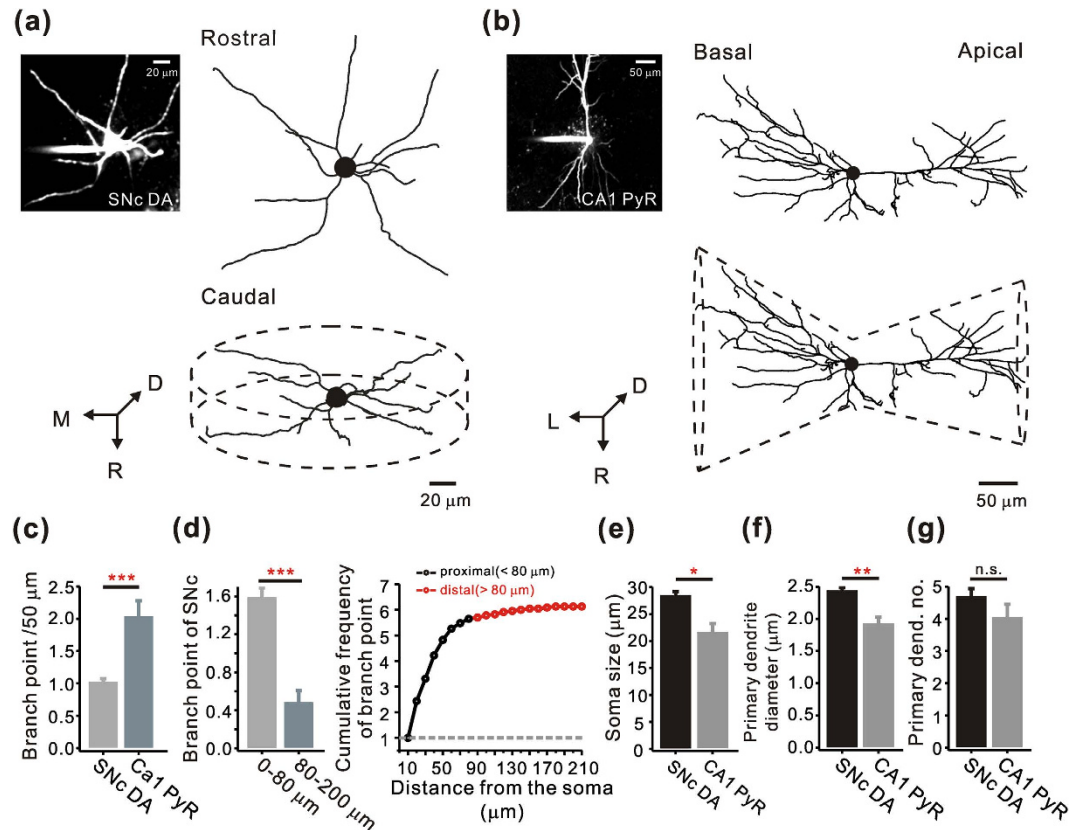 (a)
20 μm
SNc DA
Rostral
Caudal
M
D
R
20 μm
(b)
50 μm
CA1 PyR
Basal
Apical
L
D
R
50 μm
(c)
Branch point /50 μm
2.5
2.0
1.5
1.0
0.5
0.0
***
SNc DA
Ca1 PyR
(d)
Branch point of SNc
1.6
1.2
0.8
0.4
0.0
***
0-80 μm
80-200 μm
Cumulative frequency
of branch point
7
6
5
4
3
2
1
proximal(< 80 μm)
distal(> 80 μm)
10 50 90 130 170 210
Distance from the soma
(μm)
(e)
Soma size (μm)
35
30
25
20
15
10
5
0
*
SNc DA
CA1 PyR
(f)
Primary dendrite
diameter (μm)
2.5
2.0
1.5
1.0
0.5
0.0
**
SNc DA
CA1 PyR
(g)
Primary dend. no.
5
4
3
2
1
0
n.s.
SNc DA
CA1 PyR